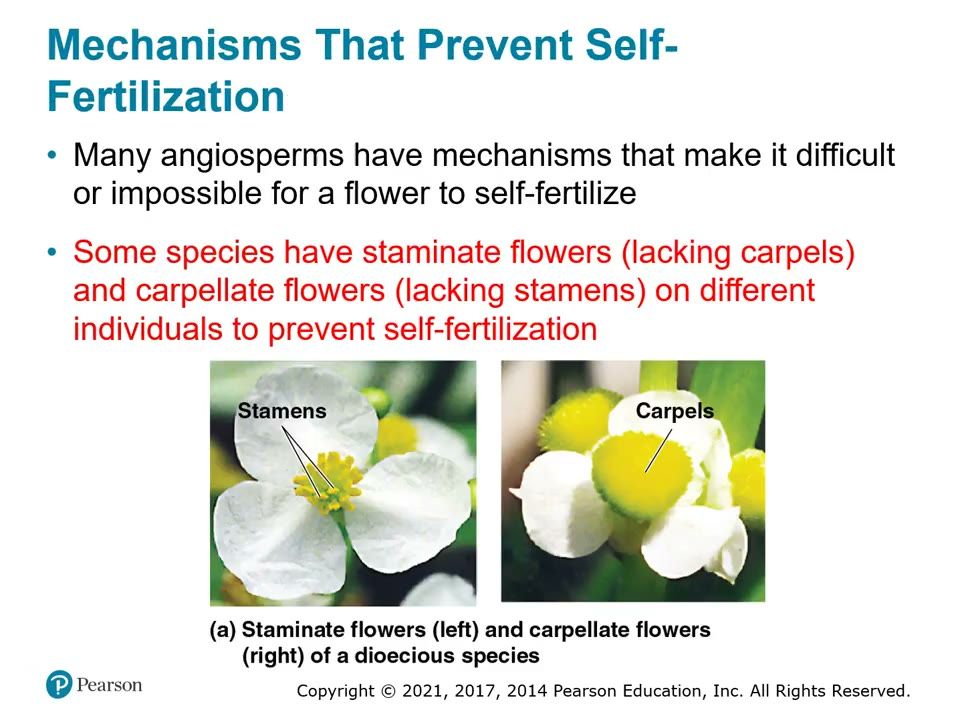 Mechanisms That Prevent Self-
Fertilization
• Many angiosperms have mechanisms that make it difficult
or impossible for a flower to self-fertilize
• Some species have staminate flowers (lacking carpels)
and carpellate flowers (lacking stamens) on different
individuals to prevent self-fertilization
Stamens
Carpels
(a) Staminate flowers (left) and carpellate flowers
(right) of a dioecious species
P Pearson
Copyright © 2021, 2017, 2014 Pearson Education, Inc. All Rights Reserved.